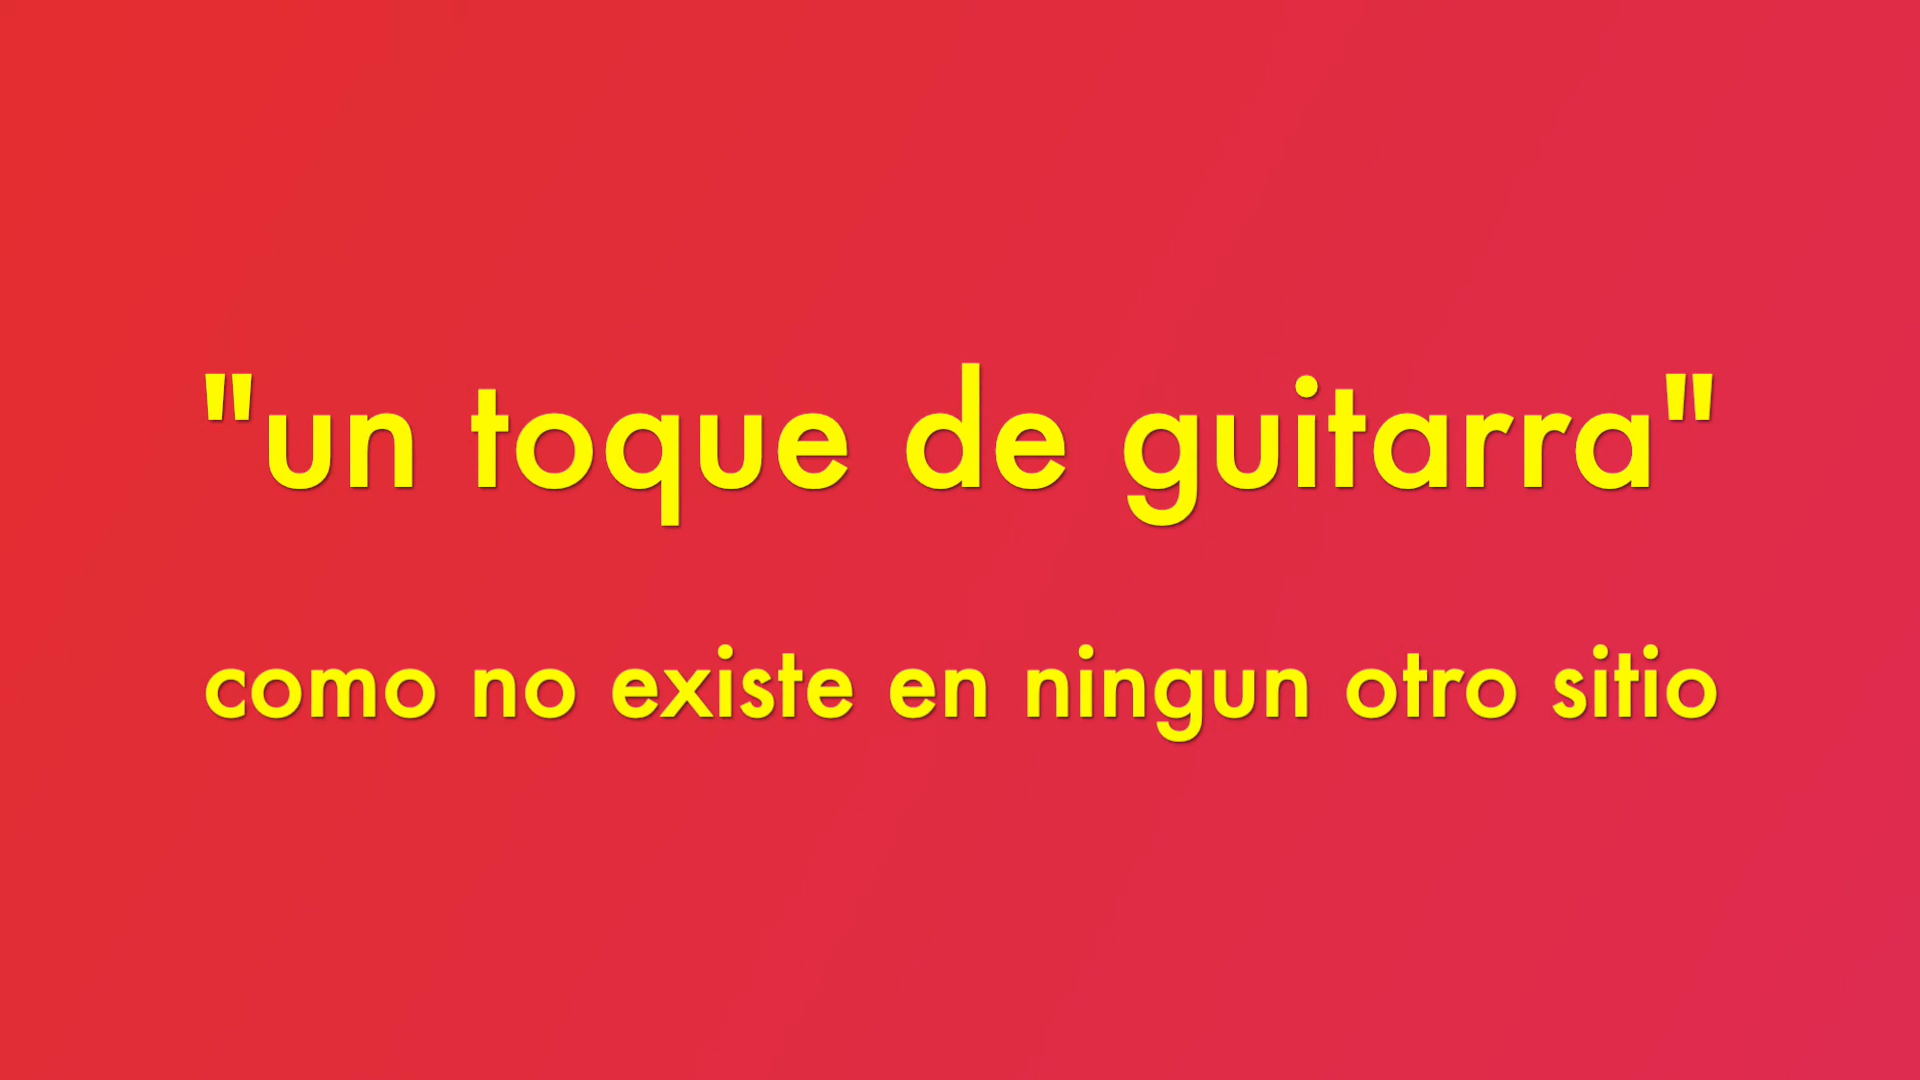 "un toque de guitarra"
como no existe en ningun otro sitio